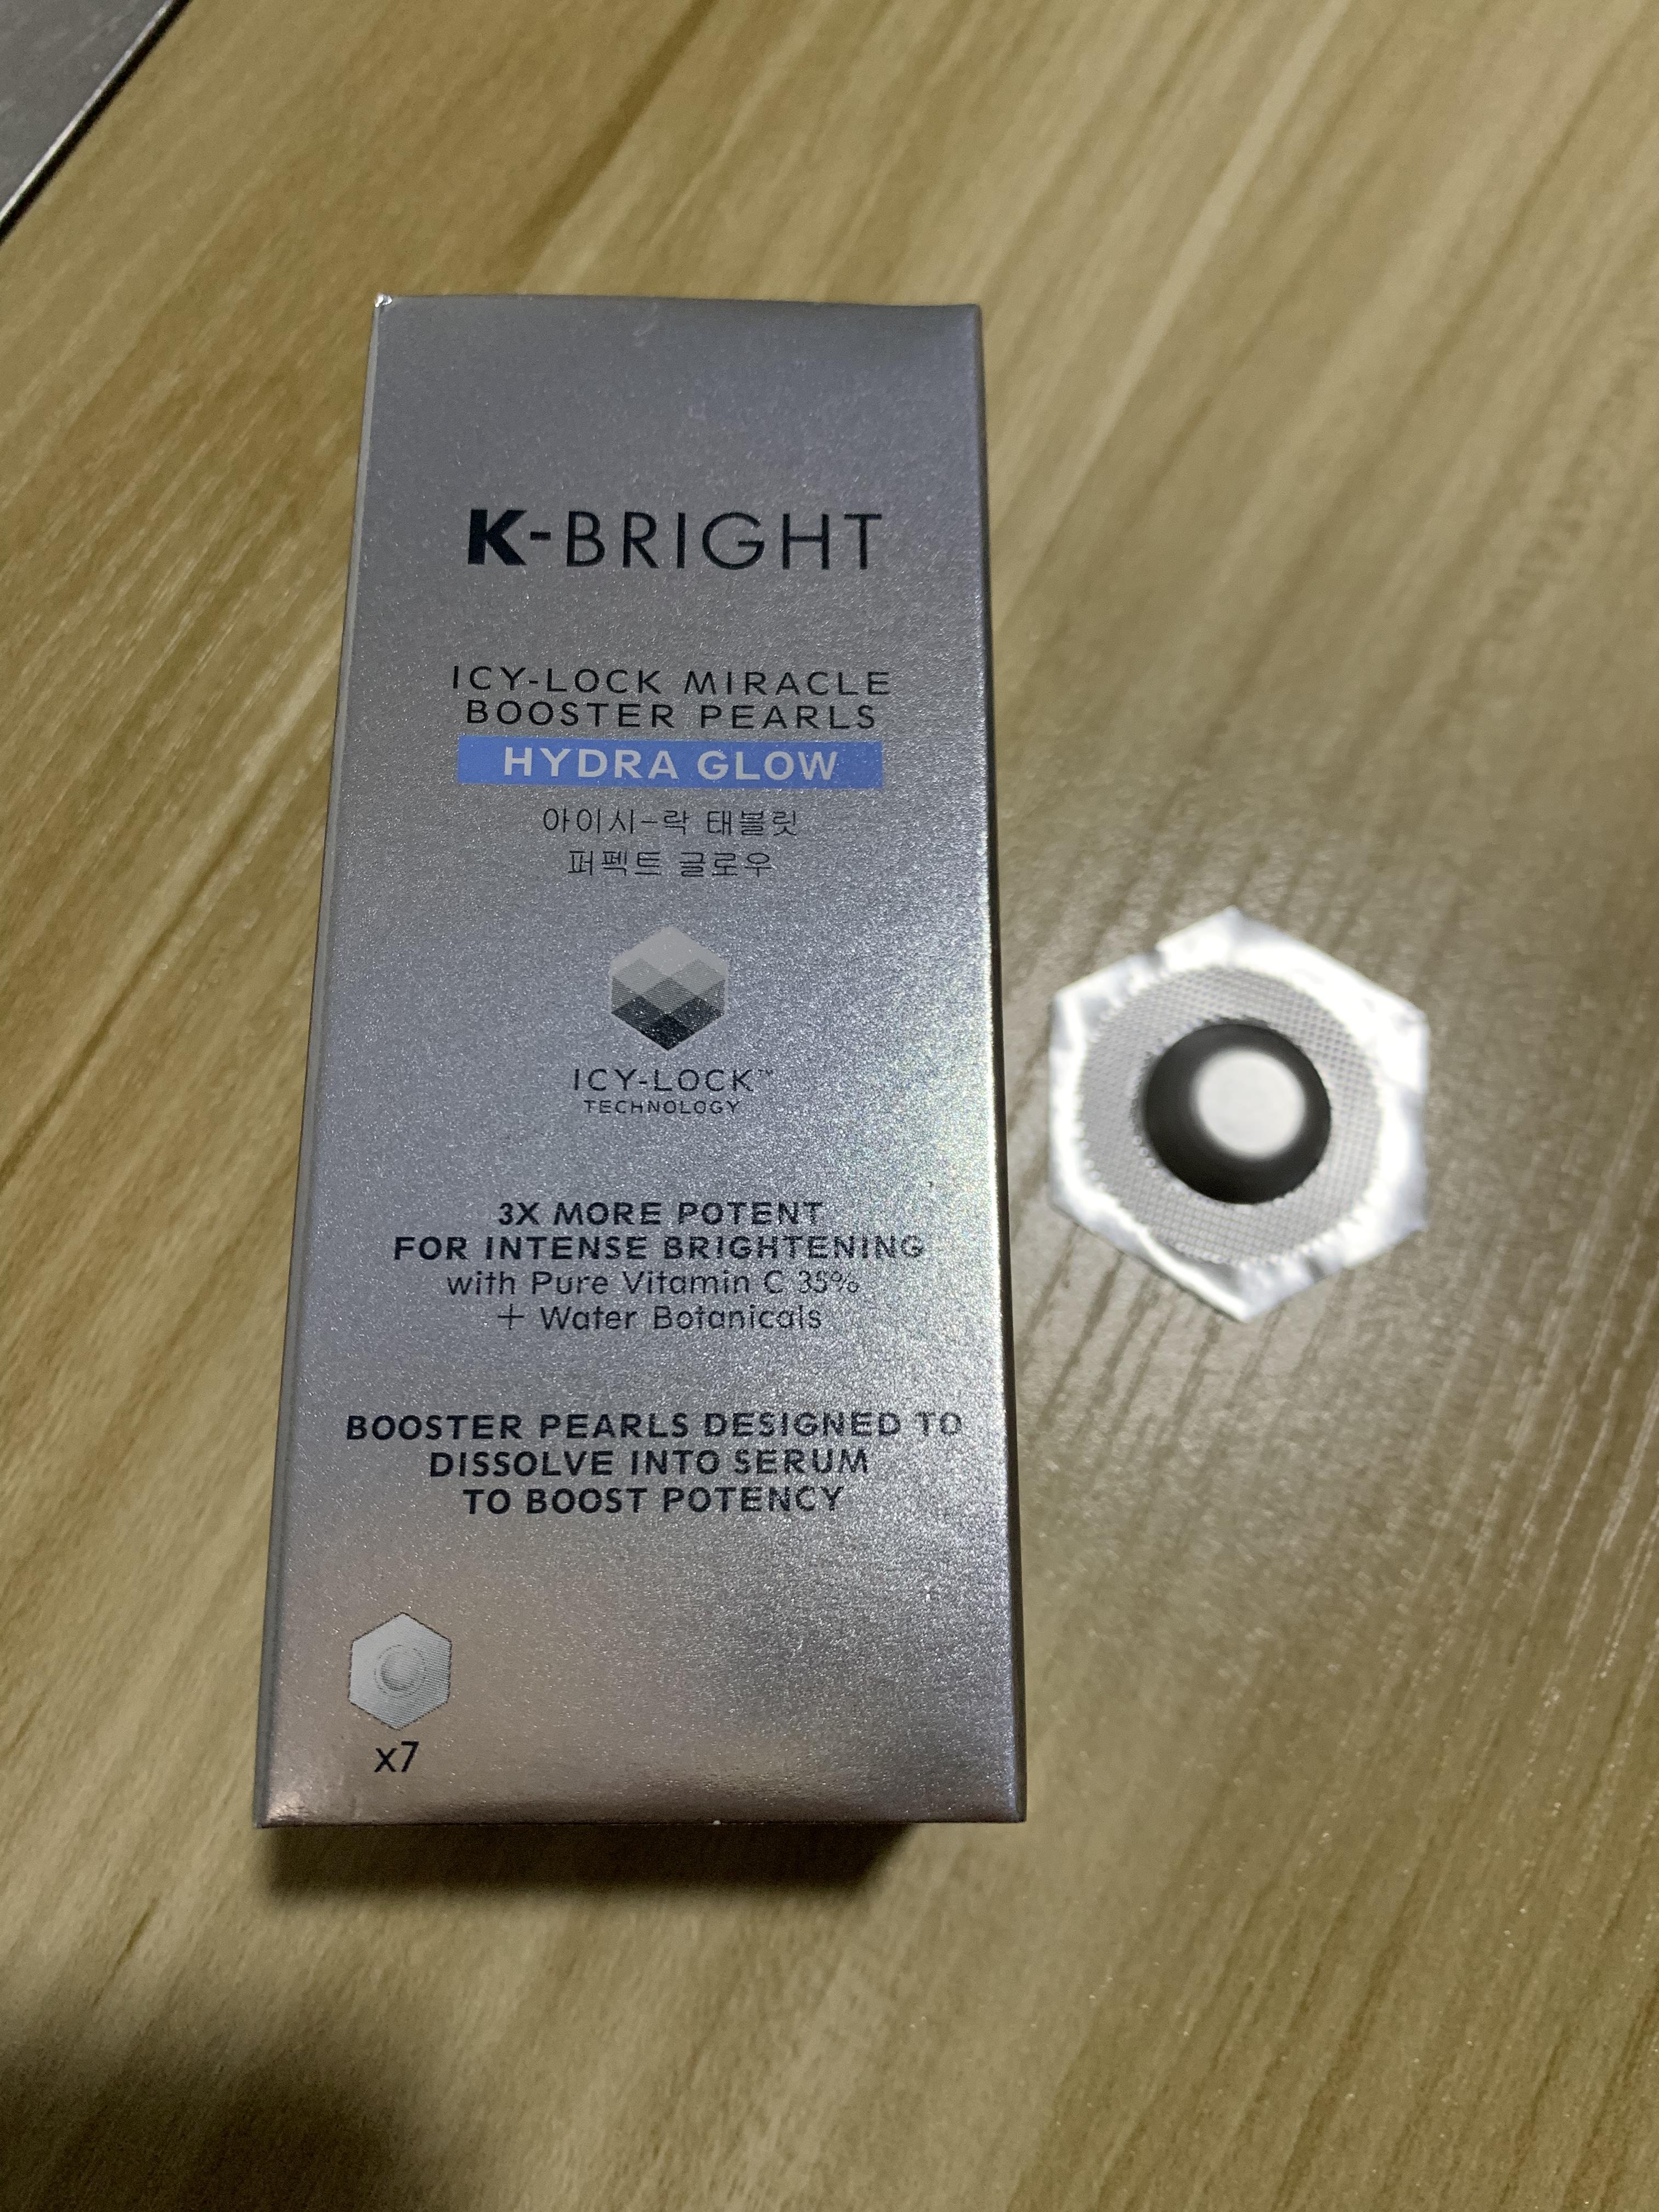 K-BRIGHT
ICY-LOCK MIRACLE
BOOSTER PEARLS
HYDRA GLOW
아이시-락 태블릿
퍼펙트 글로우
ICY-LOCK™
TECHNOLOGY
3X MORE POTENT
FOR INTENSE BRIGHTENING
with Pure Vitamin C 35%
+ Water Botanicals
BOOSTER PEARLS DESIGNED TO
DISSOLVE INTO SERUM
TO BOOST POTENCY
x7